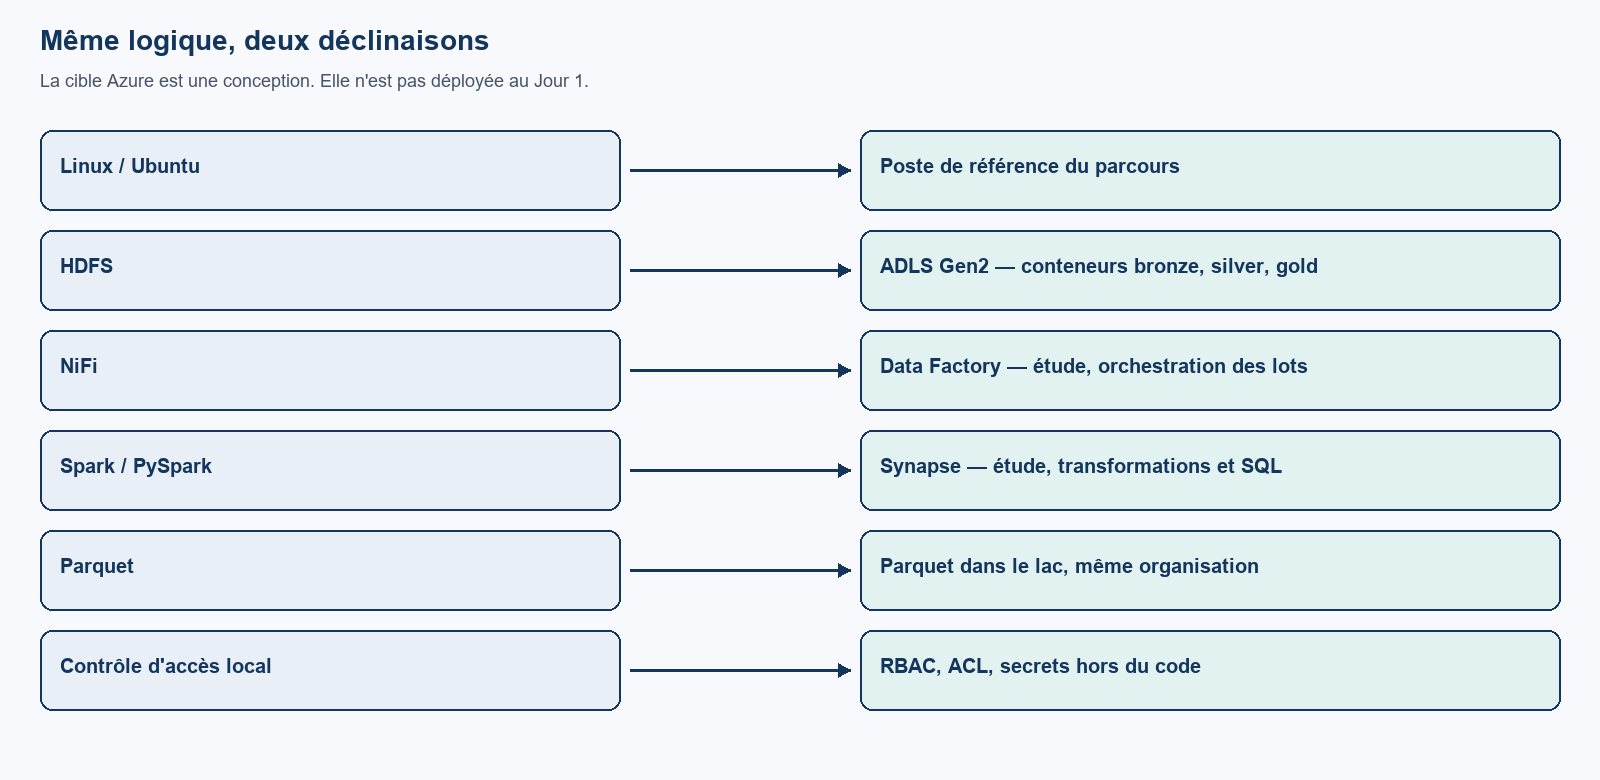 Même logique, deux déclinaisons
La cible Azure est une conception. Elle n'est pas déployée au Jour 1.
Linux / Ubuntu
Poste de référence du parcours
HDFS
ADLS Gen2 — conteneurs bronze, silver, gold
NiFi
Data Factory — étude, orchestration des lots
Spark / PySpark
Synapse — étude, transformations et SQL
Parquet
Parquet dans le lac, même organisation
Contrôle d'accès local
RBAC, ACL, secrets hors du code